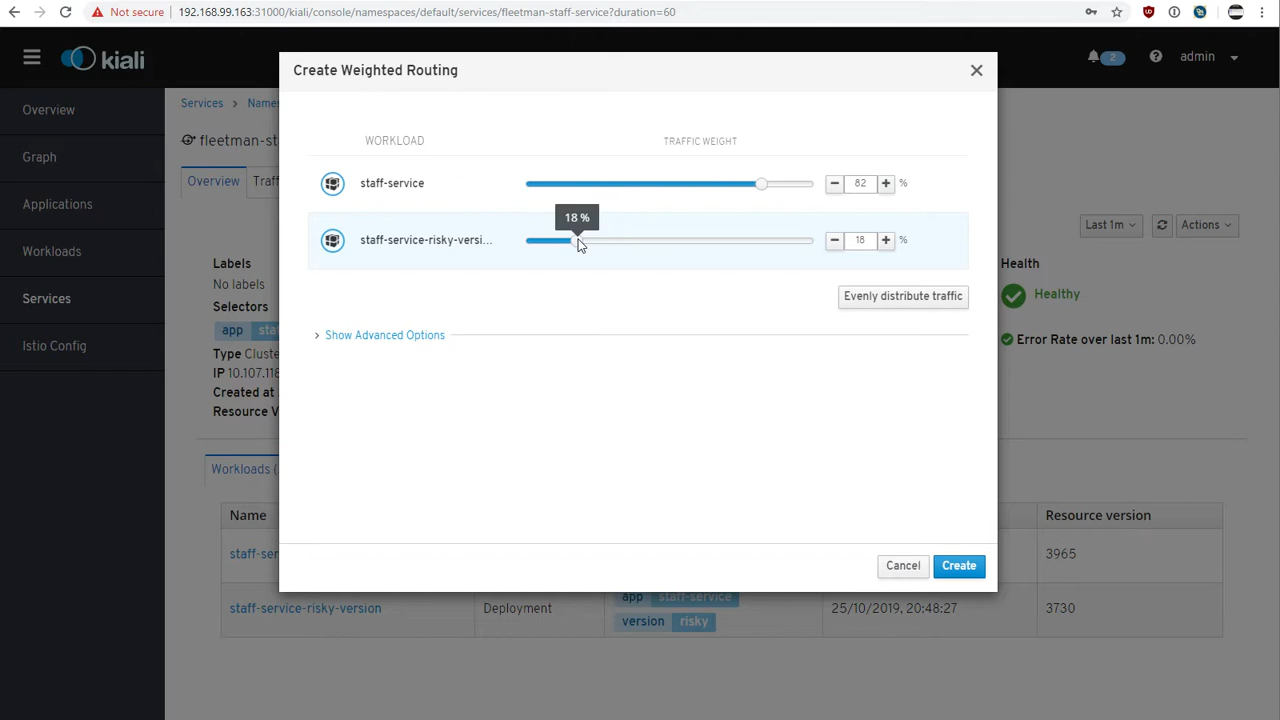 Not secure 192.168.99.163:31000/kiali/console/namespaces/default/services/fleetman-staff-service?duration=60
kiali
2
admin
Overview
Graph
Applications
Workloads
Services
Istio Config
Services > Names
fleetman-st
Overview Traff
Last 1m
Actions
Labels
No labels
Selectors
app sta
Type Cluste
IP 10.107.118
Created at
Resource V
Health
Healthy
Error Rate over last 1m: 0.00%
Create Weighted Routing
WORKLOAD TRAFFIC WEIGHT
staff-service 82 %
18 %
staff-service-risky-versi... 18 %
Evenly distribute traffic
Show Advanced Options
Cancel Create
Workloads (
Name Resource version
staff-ser 3965
staff-service-risky-version Deployment app staff-service 25/10/2019, 20:48:27 3730
version risky